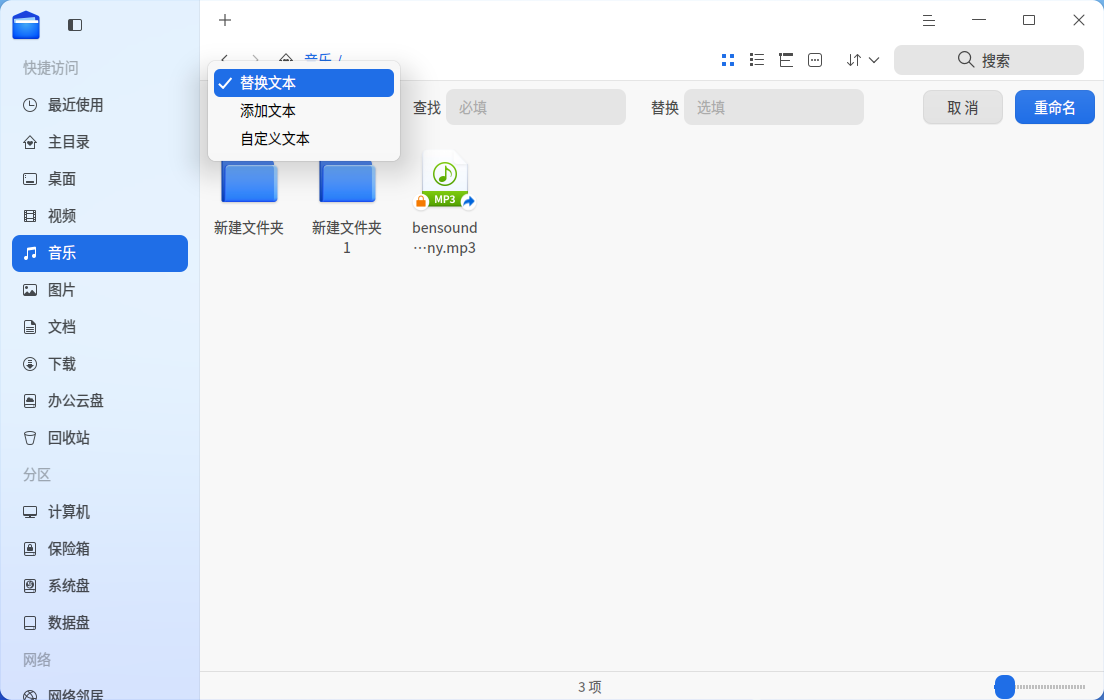 快捷访问
最近使用
主目录
桌面
视频
音乐
图片
文档
下载
办公云盘
回收站
分区
计算机
保险箱
系统盘
数据盘
网络
网络邻居
音乐 /
搜索
替换文本
添加文本
自定义文本
查找
必填
替换
选填
取 消
重命名
新建文件夹
新建文件夹
1
MP3
bensound
…ny.mp3
3 项